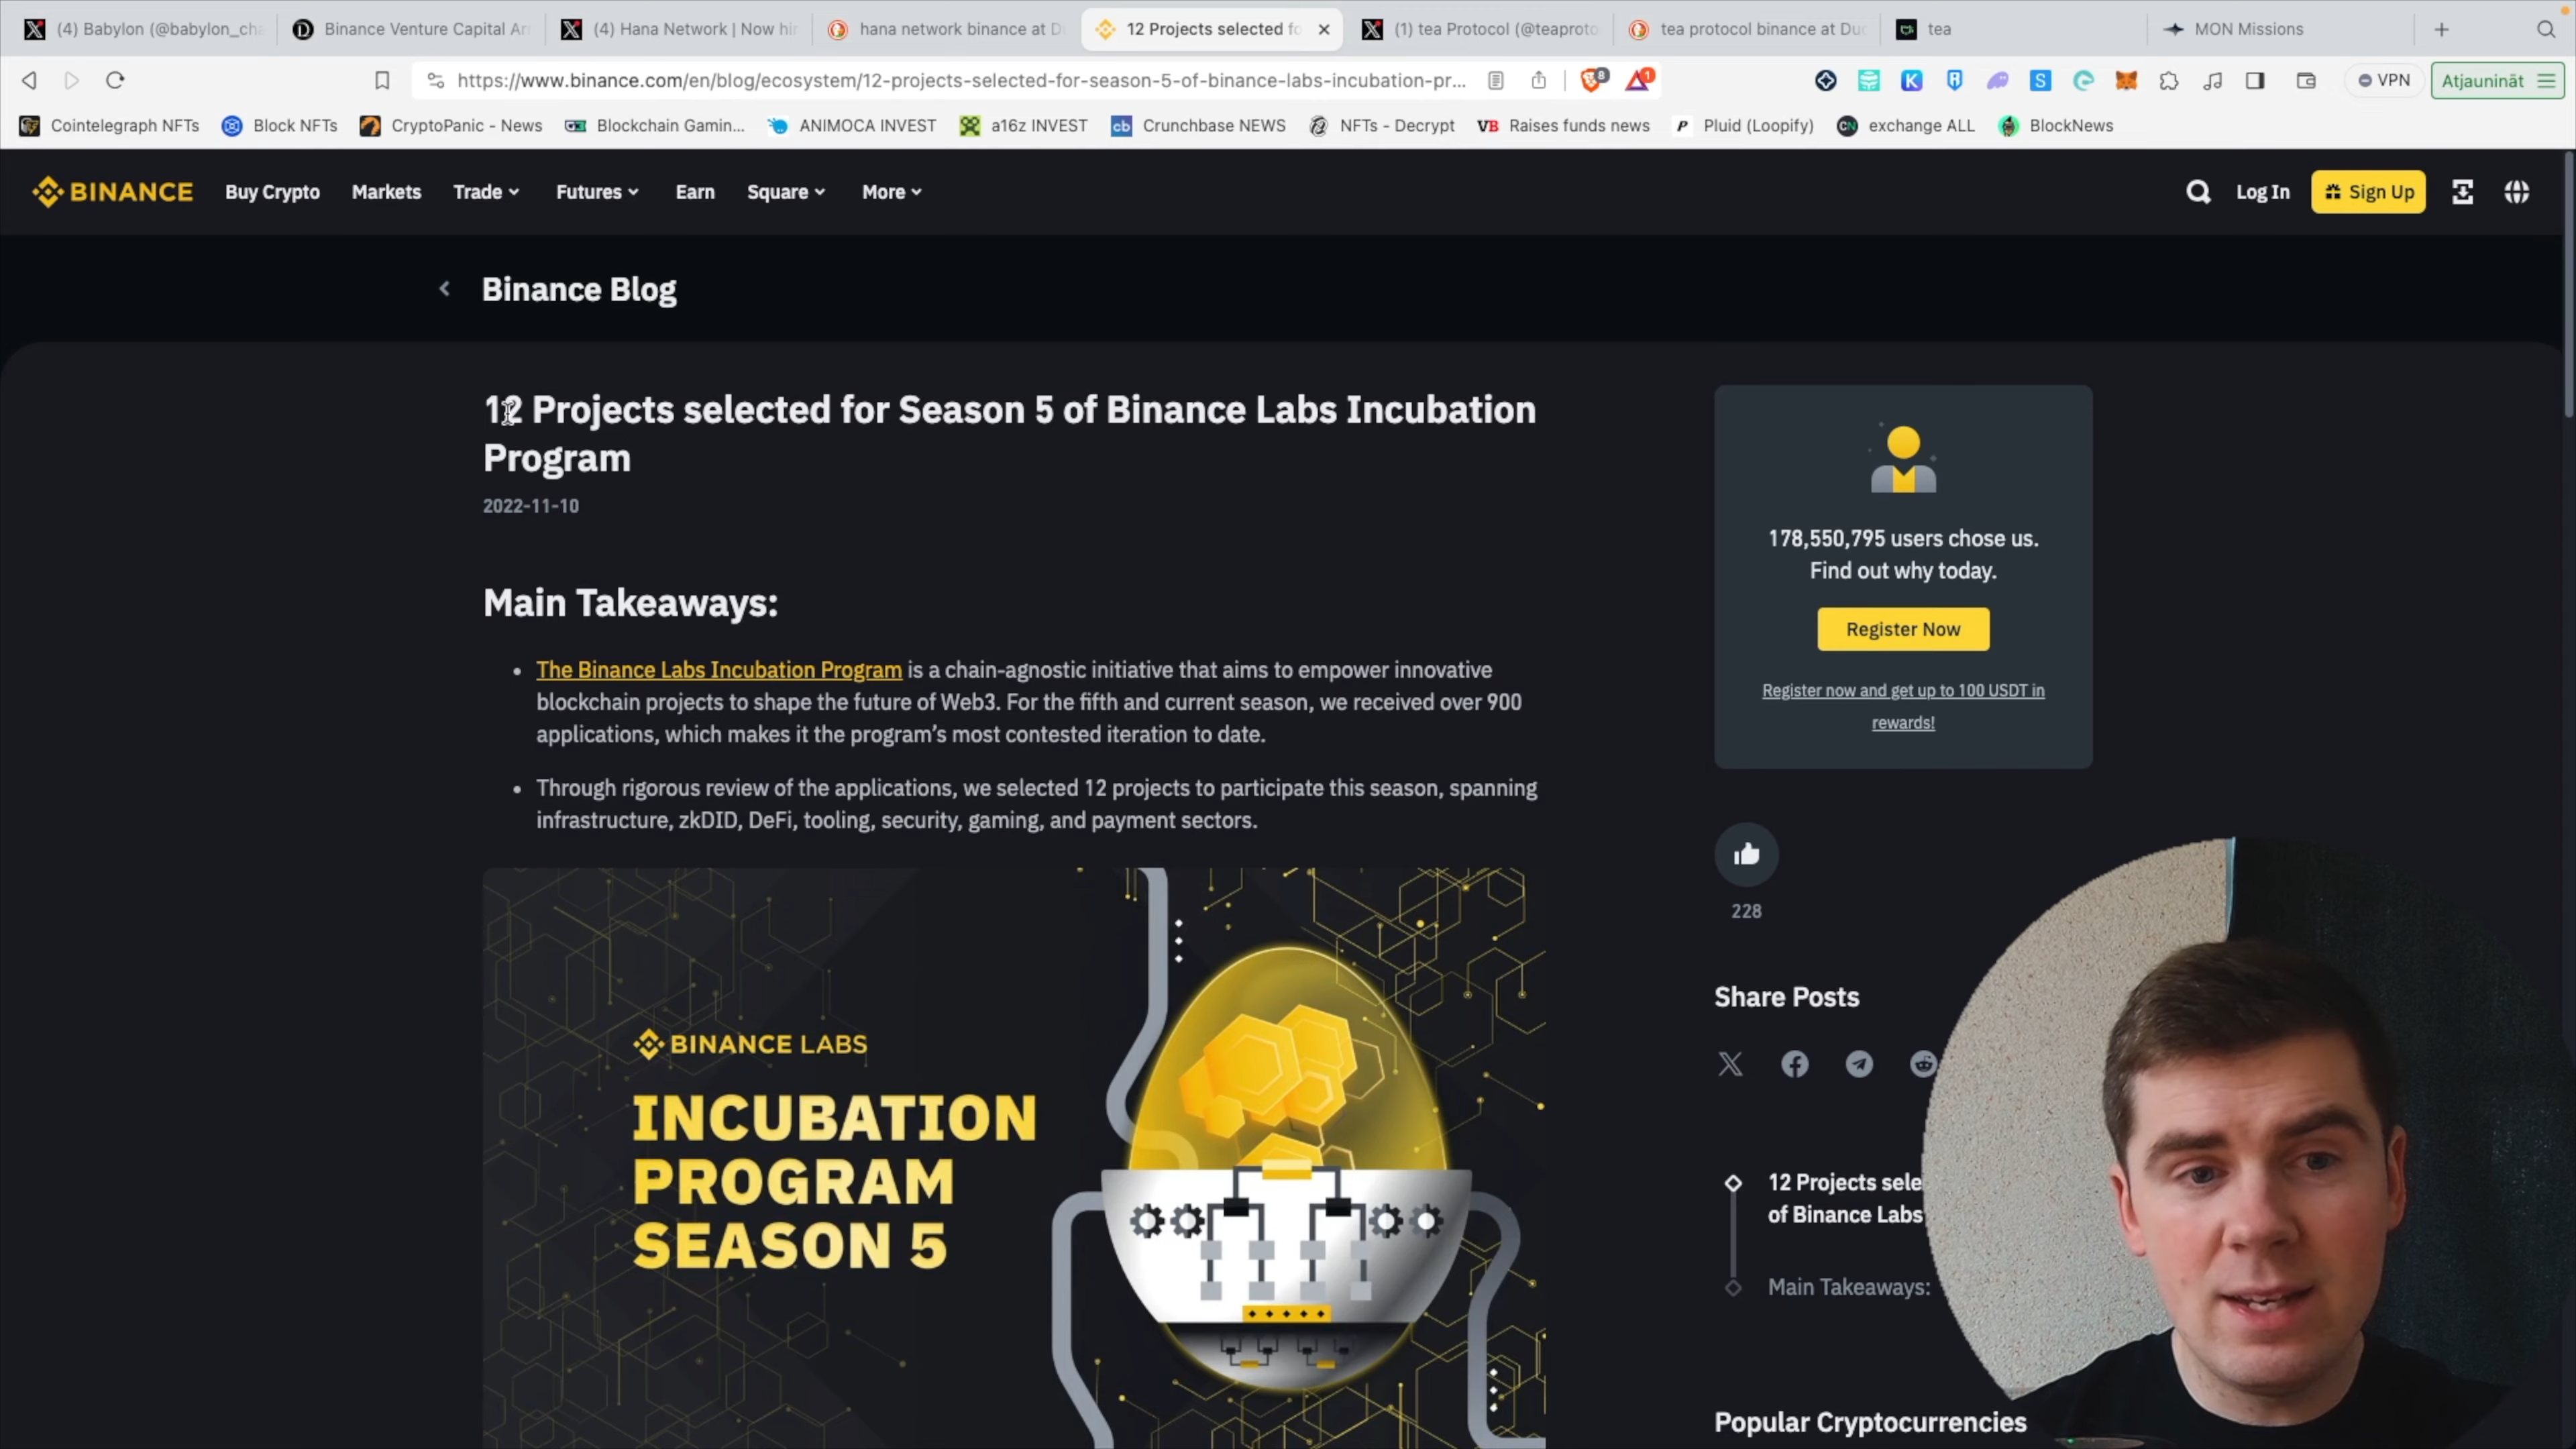 (4) Babylon (@babylon_cha
Binance Venture Capital Ar
(4) Hana Network | Now hir
hana network binance at D
12 Projects selected fo
(1) tea Protocol (@teaproto
tea protocol binance at Duc
tea
MON Missions
https://www.binance.com/en/blog/ecosystem/12-projects-selected-for-season-5-of-binance-labs-incubation-pr...
8
1
VPN
Atjaunināt
Cointelegraph NFTs
Block NFTs
CryptoPanic - News
Blockchain Gamin...
ANIMOCA INVEST
a16z INVEST
cb Crunchbase NEWS
NFTs - Decrypt
VB Raises funds news
P Pluid (Loopify)
CN exchange ALL
BlockNews
BINANCE
Buy Crypto
Markets
Trade
Futures
Earn
Square
More
Log In
Sign Up
Binance Blog
12 Projects selected for Season 5 of Binance Labs Incubation
Program
2022-11-10
Main Takeaways:
The Binance Labs Incubation Program is a chain-agnostic initiative that aims to empower innovative
blockchain projects to shape the future of Web3. For the fifth and current season, we received over 900
applications, which makes it the program's most contested iteration to date.
Through rigorous review of the applications, we selected 12 projects to participate this season, spanning
infrastructure, zkDID, DeFi, tooling, security, gaming, and payment sectors.
BINANCE LABS
INCUBATION
PROGRAM
SEASON 5
178,550,795 users chose us.
Find out why today.
Register Now
Register now and get up to 100 USDT in
rewards!
228
Share Posts
12 Projects sele
of Binance Labs
Main Takeaways:
Popular Cryptocurrencies